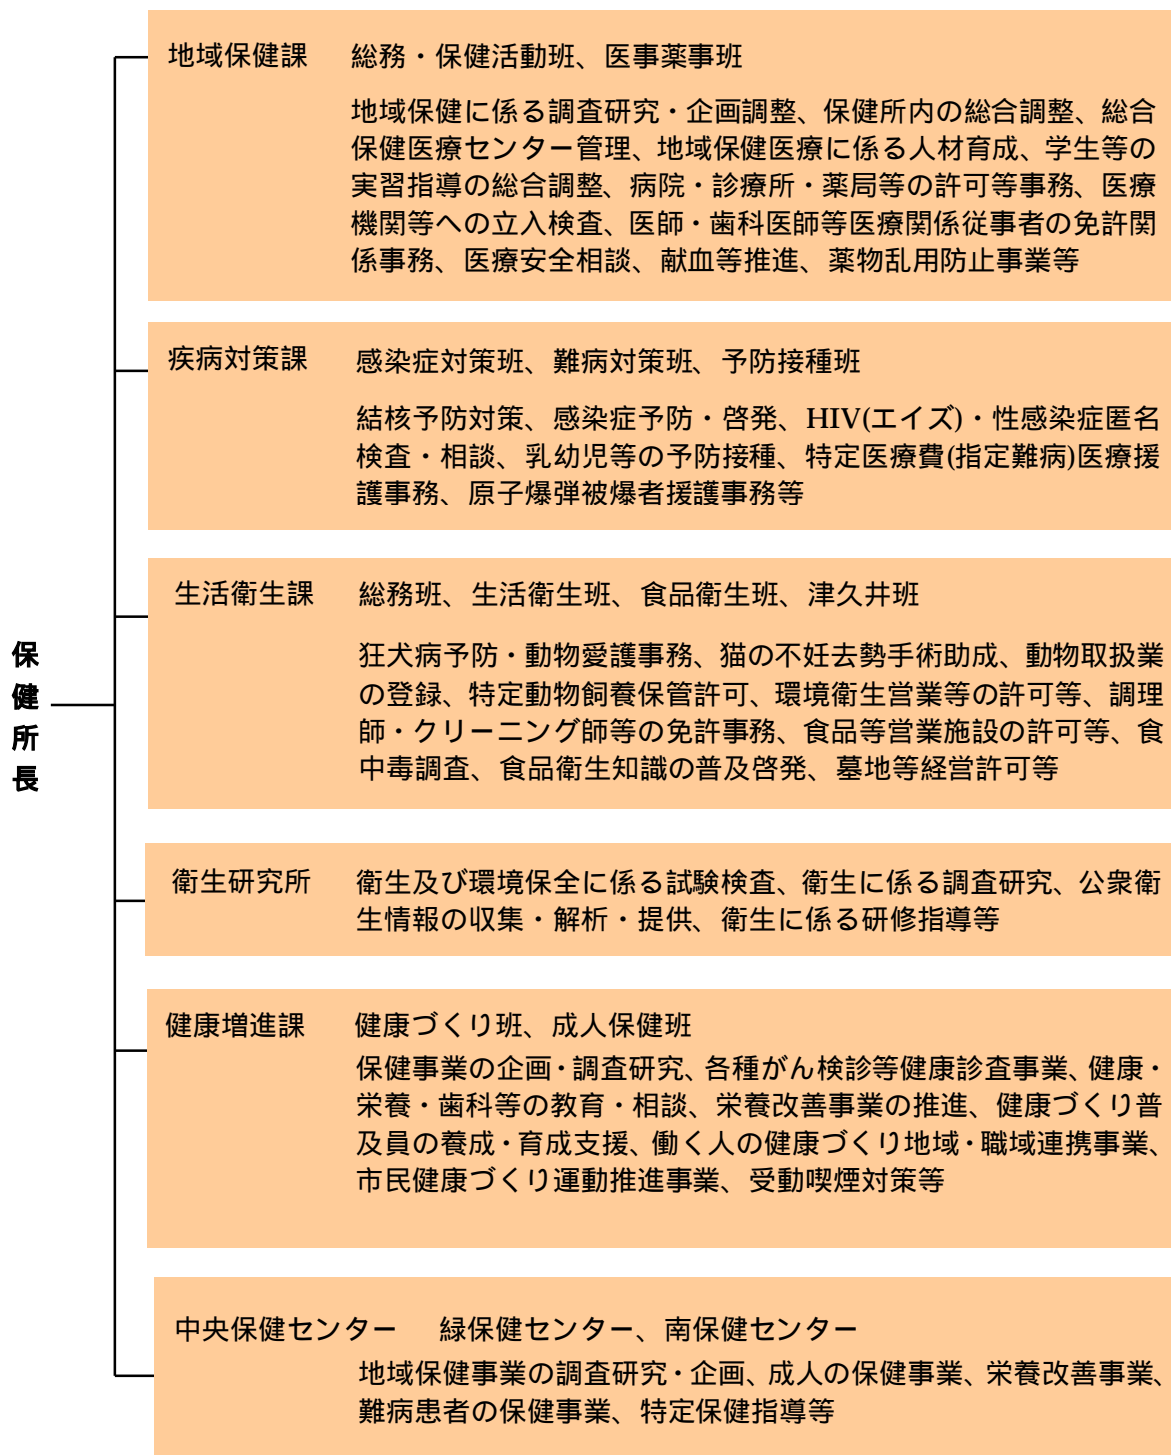 保健所長
地域保健課 総務・保健活動班、医事薬事班
地域保健に係る調査研究・企画調整、保健所内の総合調整、総合
保健医療センター管理、地域保健医療に係る人材育成、学生等の
実習指導の総合調整、病院・診療所・薬局等の許可等事務、医療
機関等への立入検査、医師・歯科医師等医療関係従事者の免許関
係事務、医療安全相談、献血等推進、薬物乱用防止事業等
疾病対策課 感染症対策班、難病対策班、予防接種班
結核予防対策、感染症予防・啓発、HIV(エイズ)・性感染症匿名
検査・相談、乳幼児等の予防接種、特定医療費(指定難病)医療援
護事務、原子爆弾被爆者援護事務等
生活衛生課 総務班、生活衛生班、食品衛生班、津久井班
狂犬病予防・動物愛護事務、猫の不妊去勢手術助成、動物取扱業
の登録、特定動物飼養保管許可、環境衛生営業等の許可等、調理
師・クリーニング師等の免許事務、食品等営業施設の許可等、食
中毒調査、食品衛生知識の普及啓発、墓地等経営許可等
衛生研究所 衛生及び環境保全に係る試験検査、衛生に係る調査研究、公衆衛
生情報の収集・解析・提供、衛生に係る研修指導等
健康増進課 健康づくり班、成人保健班
保健事業の企画・調査研究、各種がん検診等健康診査事業、健康・
栄養・歯科等の教育・相談、栄養改善事業の推進、健康づくり普
及員の養成・育成支援、働く人の健康づくり地域・職域連携事業、
市民健康づくり運動推進事業、受動喫煙対策等
中央保健センター 緑保健センター、南保健センター
地域保健事業の調査研究・企画、成人の保健事業、栄養改善事業、
難病患者の保健事業、特定保健指導等